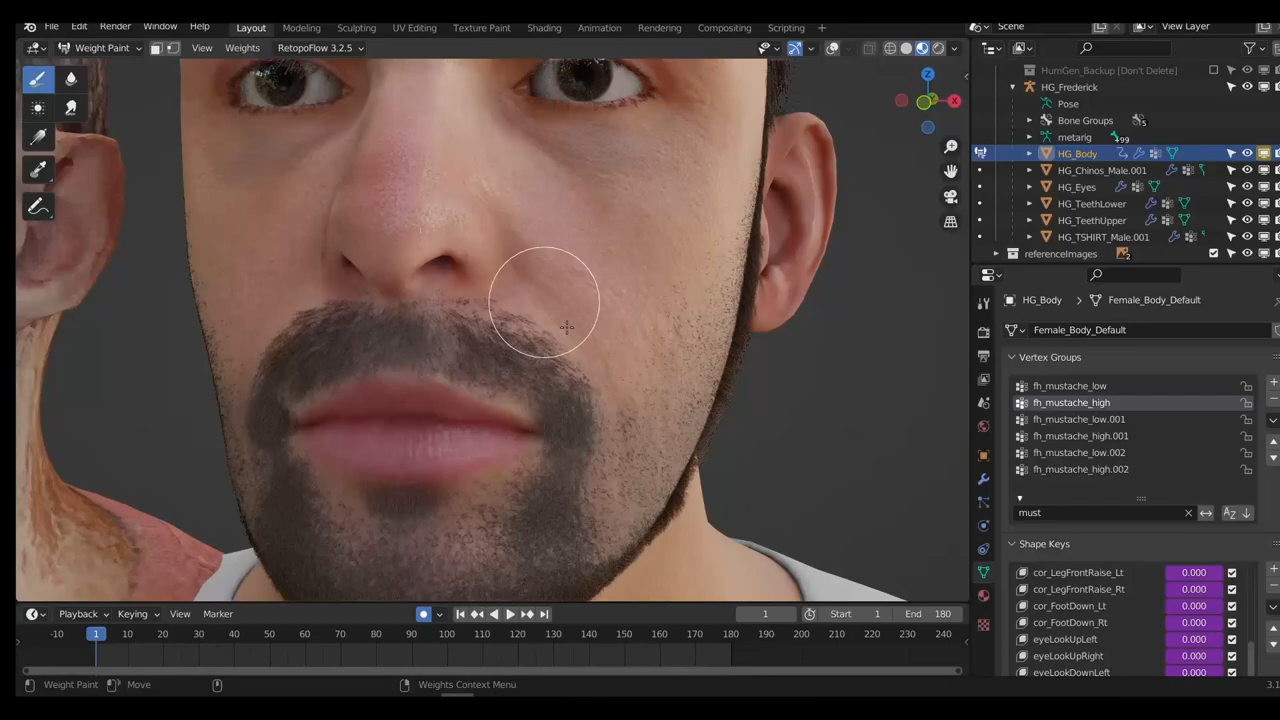 File Edit Render Window Help Layout Modeling Sculpting UV Editing Texture Paint Shading Animation Rendering Compositing Scripting + Scene View Layer
Weight Paint View Weights RetopoFlow 3.2.5
HumGen_Backup [Don't Delete]
HG_Frederick
Pose
Bone Groups 5
metarig +99
HG_Body
HG_Chinos_Male.001
HG_Eyes
HG_TeethLower
HG_TeethUpper
HG_TSHIRT_Male.001
referenceImages 2
Z
X
HG_Body > Female_Body_Default
Female_Body_Default
Vertex Groups
fh_mustache_low
fh_mustache_high
fh_mustache_low.001
fh_mustache_high.001
fh_mustache_low.002
fh_mustache_high.002
must
Shape Keys
cor_LegFrontRaise_Lt 0.000
cor_LegFrontRaise_Rt 0.000
cor_FootDown_Lt 0.000
cor_FootDown_Rt 0.000
eyeLookUpLeft 0.000
eyeLookUpRight 0.000
eyeLookDownLeft 0.000
Playback Keying View Marker 1 Start 1 End 180
-10 1 10 20 30 40 50 60 70 80 90 100 110 120 130 140 150 160 170 180 190 200 210 220 230 240
Weight Paint Move Weights Context Menu